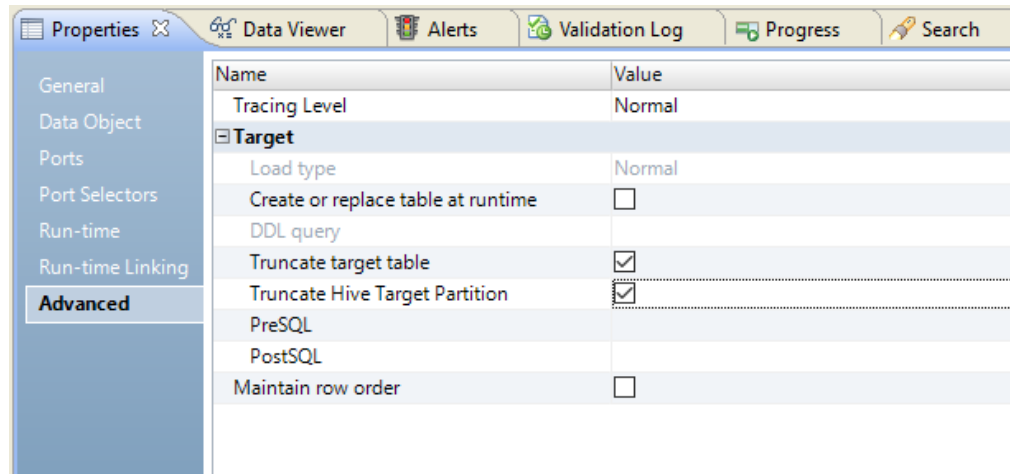 Properties Data Viewer Alerts Validation Log Progress Search
General
Data Object
Ports
Port Selectors
Run-time
Run-time Linking
Advanced
Name Value
Tracing Level Normal
Target
Load type Normal
Create or replace table at runtime
DDL query
Truncate target table
Truncate Hive Target Partition
PreSQL
PostSQL
Maintain row order